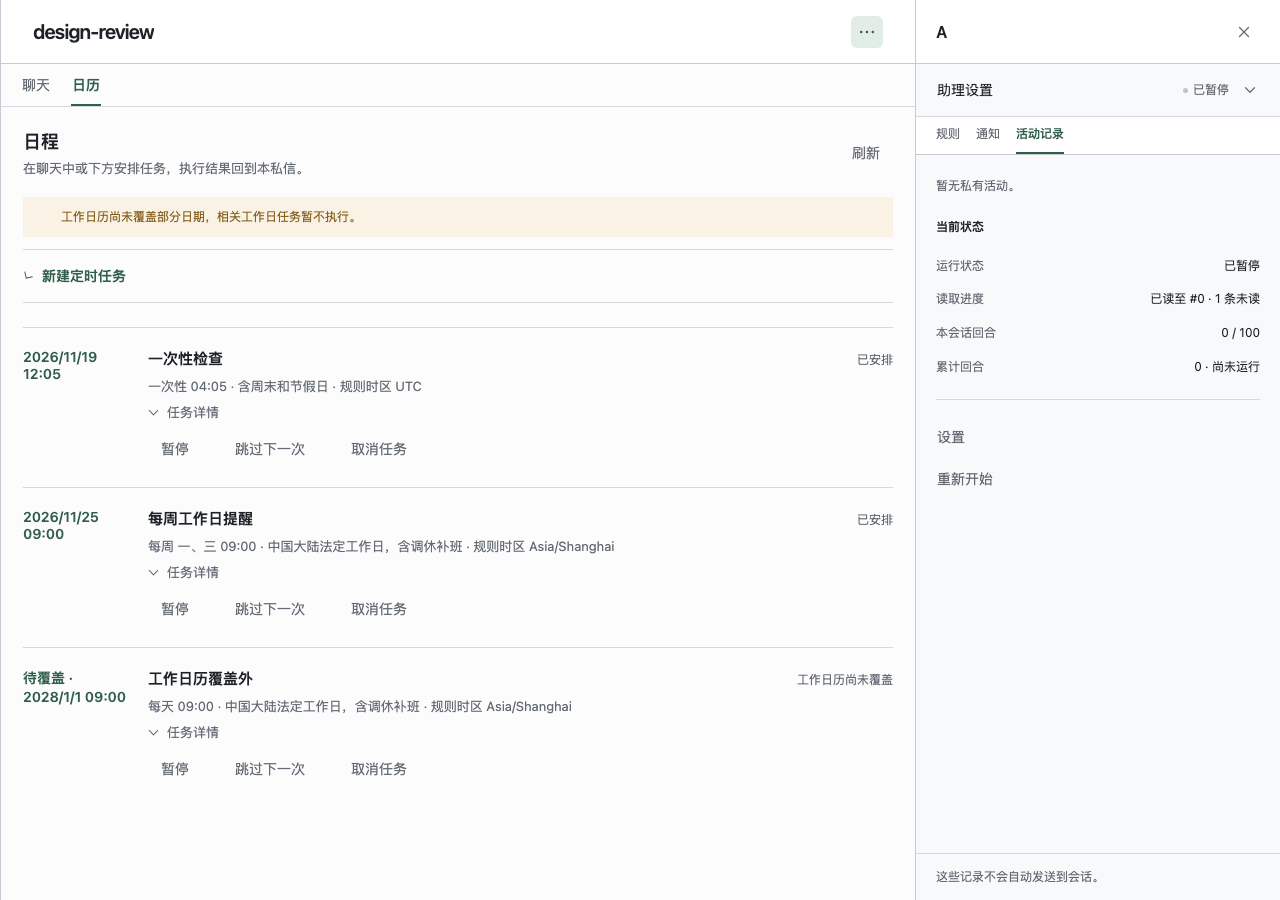 design-review
...
聊天 日历
日程
在聊天中或下方安排任务，执行结果回到本私信。
刷新
工作日历尚未覆盖部分日期，相关工作日任务暂不执行。
新建定时任务
2026/11/19
12:05
一次性检查
已安排
一次性 04:05 · 含周末和节假日 · 规则时区 UTC
任务详情
暂停 跳过下一次 取消任务
2026/11/25
09:00
每周工作日提醒
已安排
每周 一、三 09:00 · 中国大陆法定工作日，含调休补班 · 规则时区 Asia/Shanghai
任务详情
暂停 跳过下一次 取消任务
待覆盖 ·
2028/1/1 09:00
工作日历覆盖外
工作日历尚未覆盖
每天 09:00 · 中国大陆法定工作日，含调休补班 · 规则时区 Asia/Shanghai
任务详情
暂停 跳过下一次 取消任务
A
助理设置
已暂停
规则 通知 活动记录
暂无私有活动。
当前状态
运行状态 已暂停
读取进度 已读至 #0 · 1 条未读
本会话回合 0 / 100
累计回合 0 · 尚未运行
设置
重新开始
这些记录不会自动发送到会话。